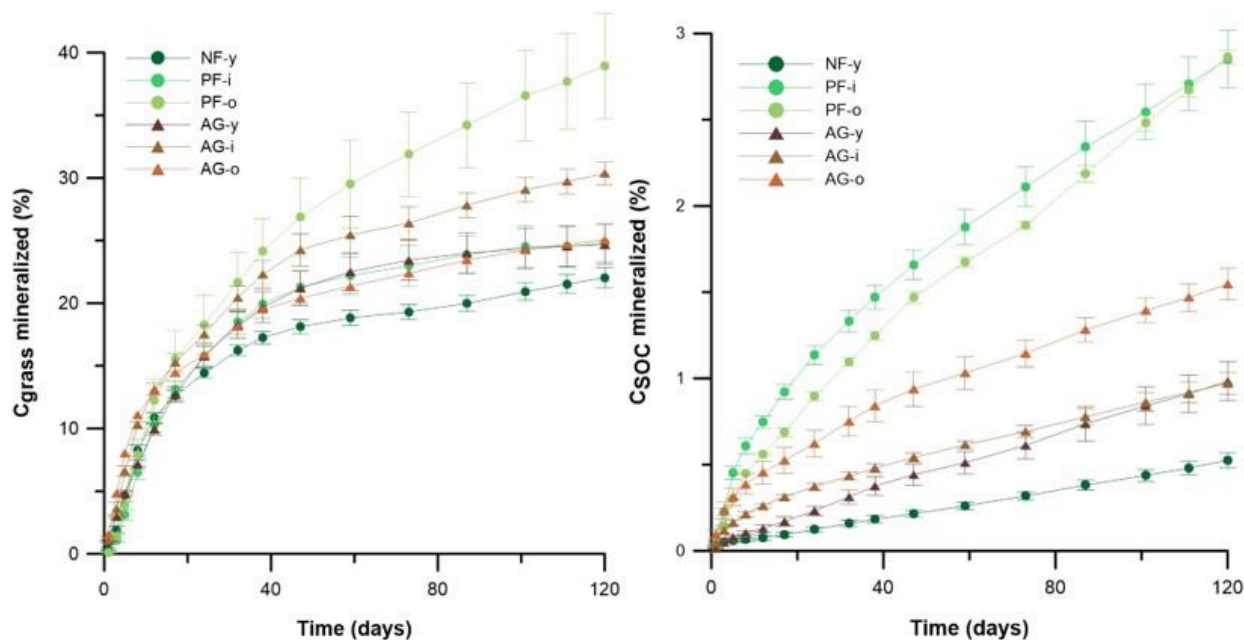 Cgrass mineralized (%)
40
30
20
10
0
NF-y
PF-i
PF-o
AG-y
AG-i
AG-o
0
40
80
120
Time (days)
CSOC mineralized (%)
3
2
1
0
NF-y
PF-i
PF-o
AG-y
AG-i
AG-o
0
40
80
120
Time (days)